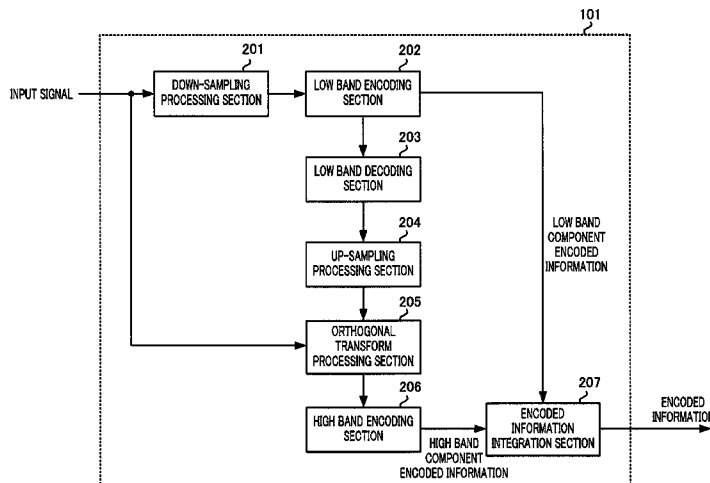 101
201
202
DOWN-SAMPLING
PROCESSING SECTION
LOW BAND ENCODING
SECTION
INPUT SIGNAL
203
LOW BAND DECODING
SECTION
204
UP-SAMPLING
PROCESSING SECTION
LOW BAND
COMPONENT
ENCODED
INFORMATION
205
ORTHOGONAL
TRANSFORM
PROCESSING SECTION
206
207
HIGH BAND ENCODING
SECTION
ENCODED
INFORMATION
INTEGRATION SECTION
ENCODED
INFORMATION
HIGH BAND
COMPONENT
ENCODED INFORMATION